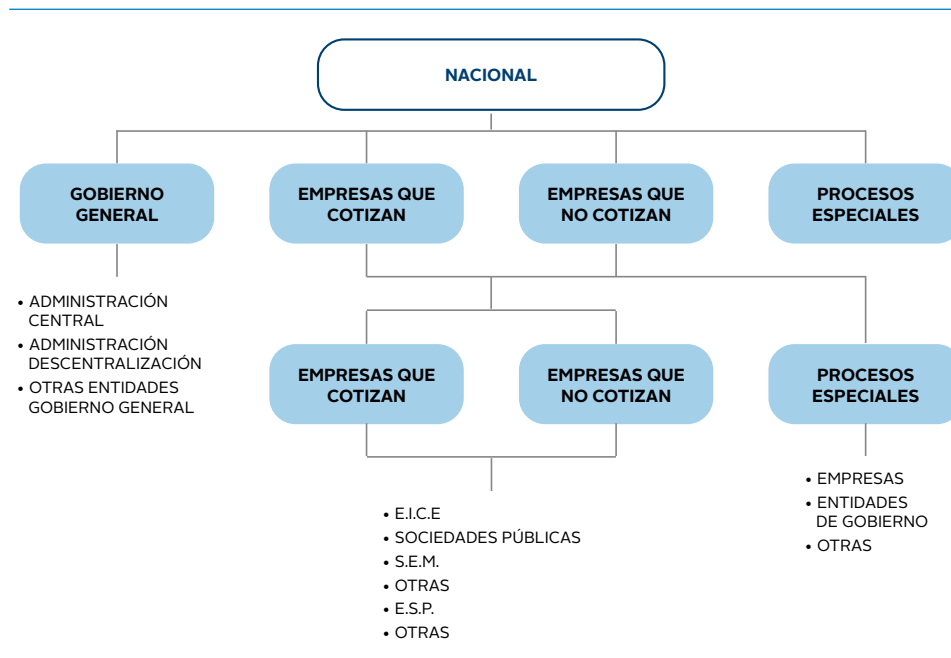 NACIONAL
GOBIERNO
GENERAL
EMPRESAS QUE
COTIZAN
EMPRESAS QUE
NO COTIZAN
PROCESOS
ESPECIALES
• ADMINISTRACIÓN
CENTRAL
• ADMINISTRACIÓN
DESCENTRALIZACIÓN
• OTRAS ENTIDADES
GOBIERNO GENERAL
EMPRESAS QUE
COTIZAN
EMPRESAS QUE
NO COTIZAN
PROCESOS
ESPECIALES
• E.I.C.E
• SOCIEDADES PÚBLICAS
• S.E.M.
• OTRAS
• E.S.P.
• OTRAS
• EMPRESAS
• ENTIDADES
DE GOBIERNO
• OTRAS